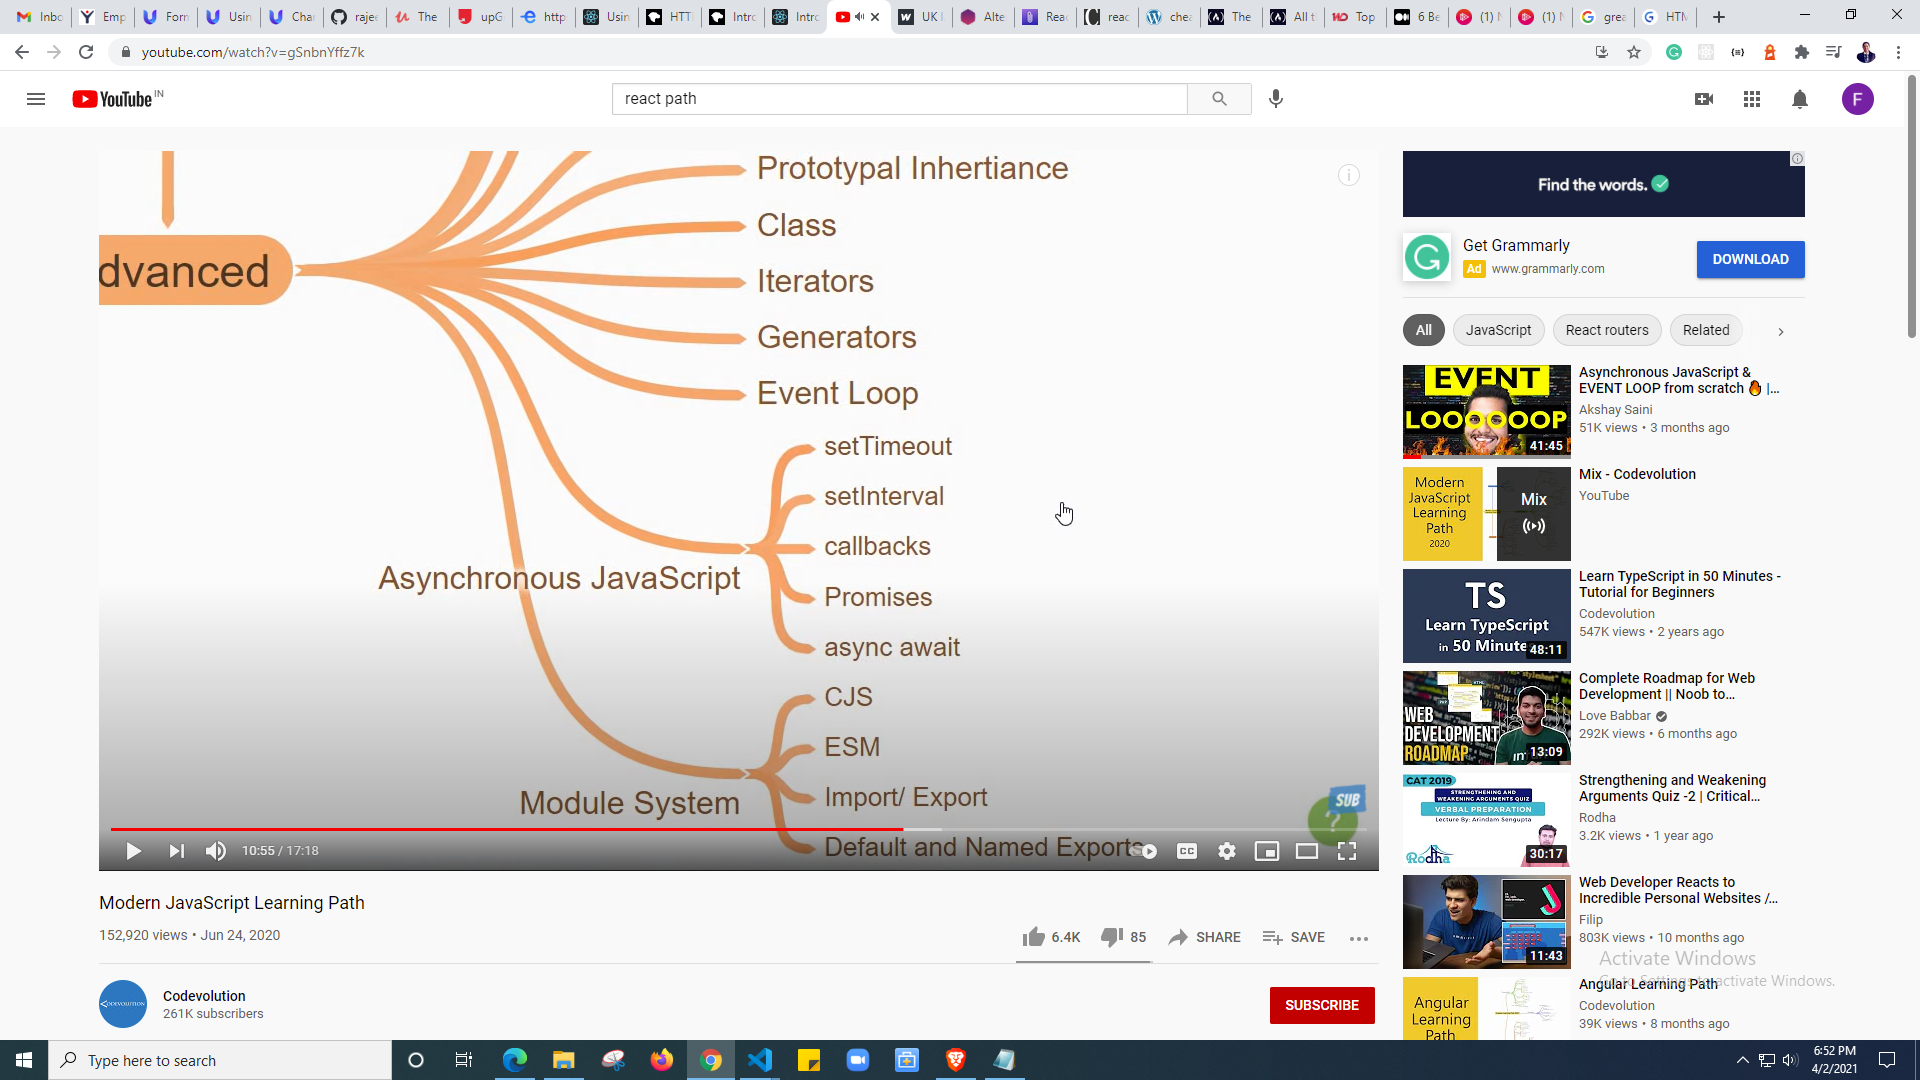 Inbo
Emp
Forn
Usin
Char
rajee
The
upG
http
Usin
HTT
Intro
Intro
UK
Alte
Rea
reac
chea
The
All t
Top
6 Be
(1)
(1)
grea
HTM
youtube.com/watch?v=gSnbnYffz7k
YouTube IN
react path
F
Prototypal Inhertiance
Class
dvanced
Iterators
Generators
Event Loop
setTimeout
setInterval
callbacks
Asynchronous JavaScript
Promises
async await
CJS
ESM
Import/ Export
Module System
Default and Named Exports
SUB
?
10:55 / 17:18
CC
Modern JavaScript Learning Path
152,920 views • Jun 24, 2020
6.4K
85
SHARE
SAVE
CODEVOLUTION
Codevolution
261K subscribers
SUBSCRIBE
Find the words.
Get Grammarly
Ad www.grammarly.com
DOWNLOAD
All
JavaScript
React routers
Related
EVENT
LOOOOOOP
41:45
Asynchronous JavaScript &
EVENT LOOP from scratch 🔥 |...
Akshay Saini
51K views • 3 months ago
Modern
JavaScript
Learning
Path
2020
Mix
Mix - Codevolution
YouTube
TS
Learn TypeScript
in 50 Minute
48:11
Learn TypeScript in 50 Minutes -
Tutorial for Beginners
Codevolution
547K views • 2 years ago
WEB
DEVELOPMENT
ROADMAP
13:09
Complete Roadmap for Web
Development || Noob to...
Love Babbar
292K views • 6 months ago
CAT 2019
STRENGTHENING AND
WEAKENING ARGUMENTS QUIZ
VERBAL PREPARATION
Lecture By: Arindam Sengupta
Rodha
30:17
Strengthening and Weakening
Arguments Quiz -2 | Critical...
Rodha
3.2K views • 1 year ago
11:43
Web Developer Reacts to
Incredible Personal Websites /...
Filip
803K views • 10 months ago
Activate Windows
Go to Settings to activate Windows.
Angular
Learning
Path
Angular Learning Path
Codevolution
39K views • 8 months ago
Type here to search
6:52 PM
4/2/2021